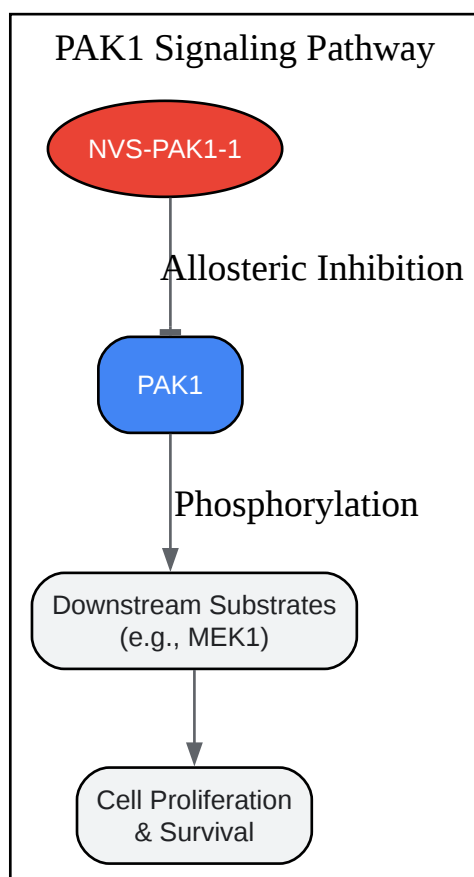 PAK1 Signaling Pathway
NVS-PAK1-1
Allosteric Inhibition
PAK1
Phosphorylation
Downstream Substrates
(e.g., MEK1)
Cell Proliferation
& Survival